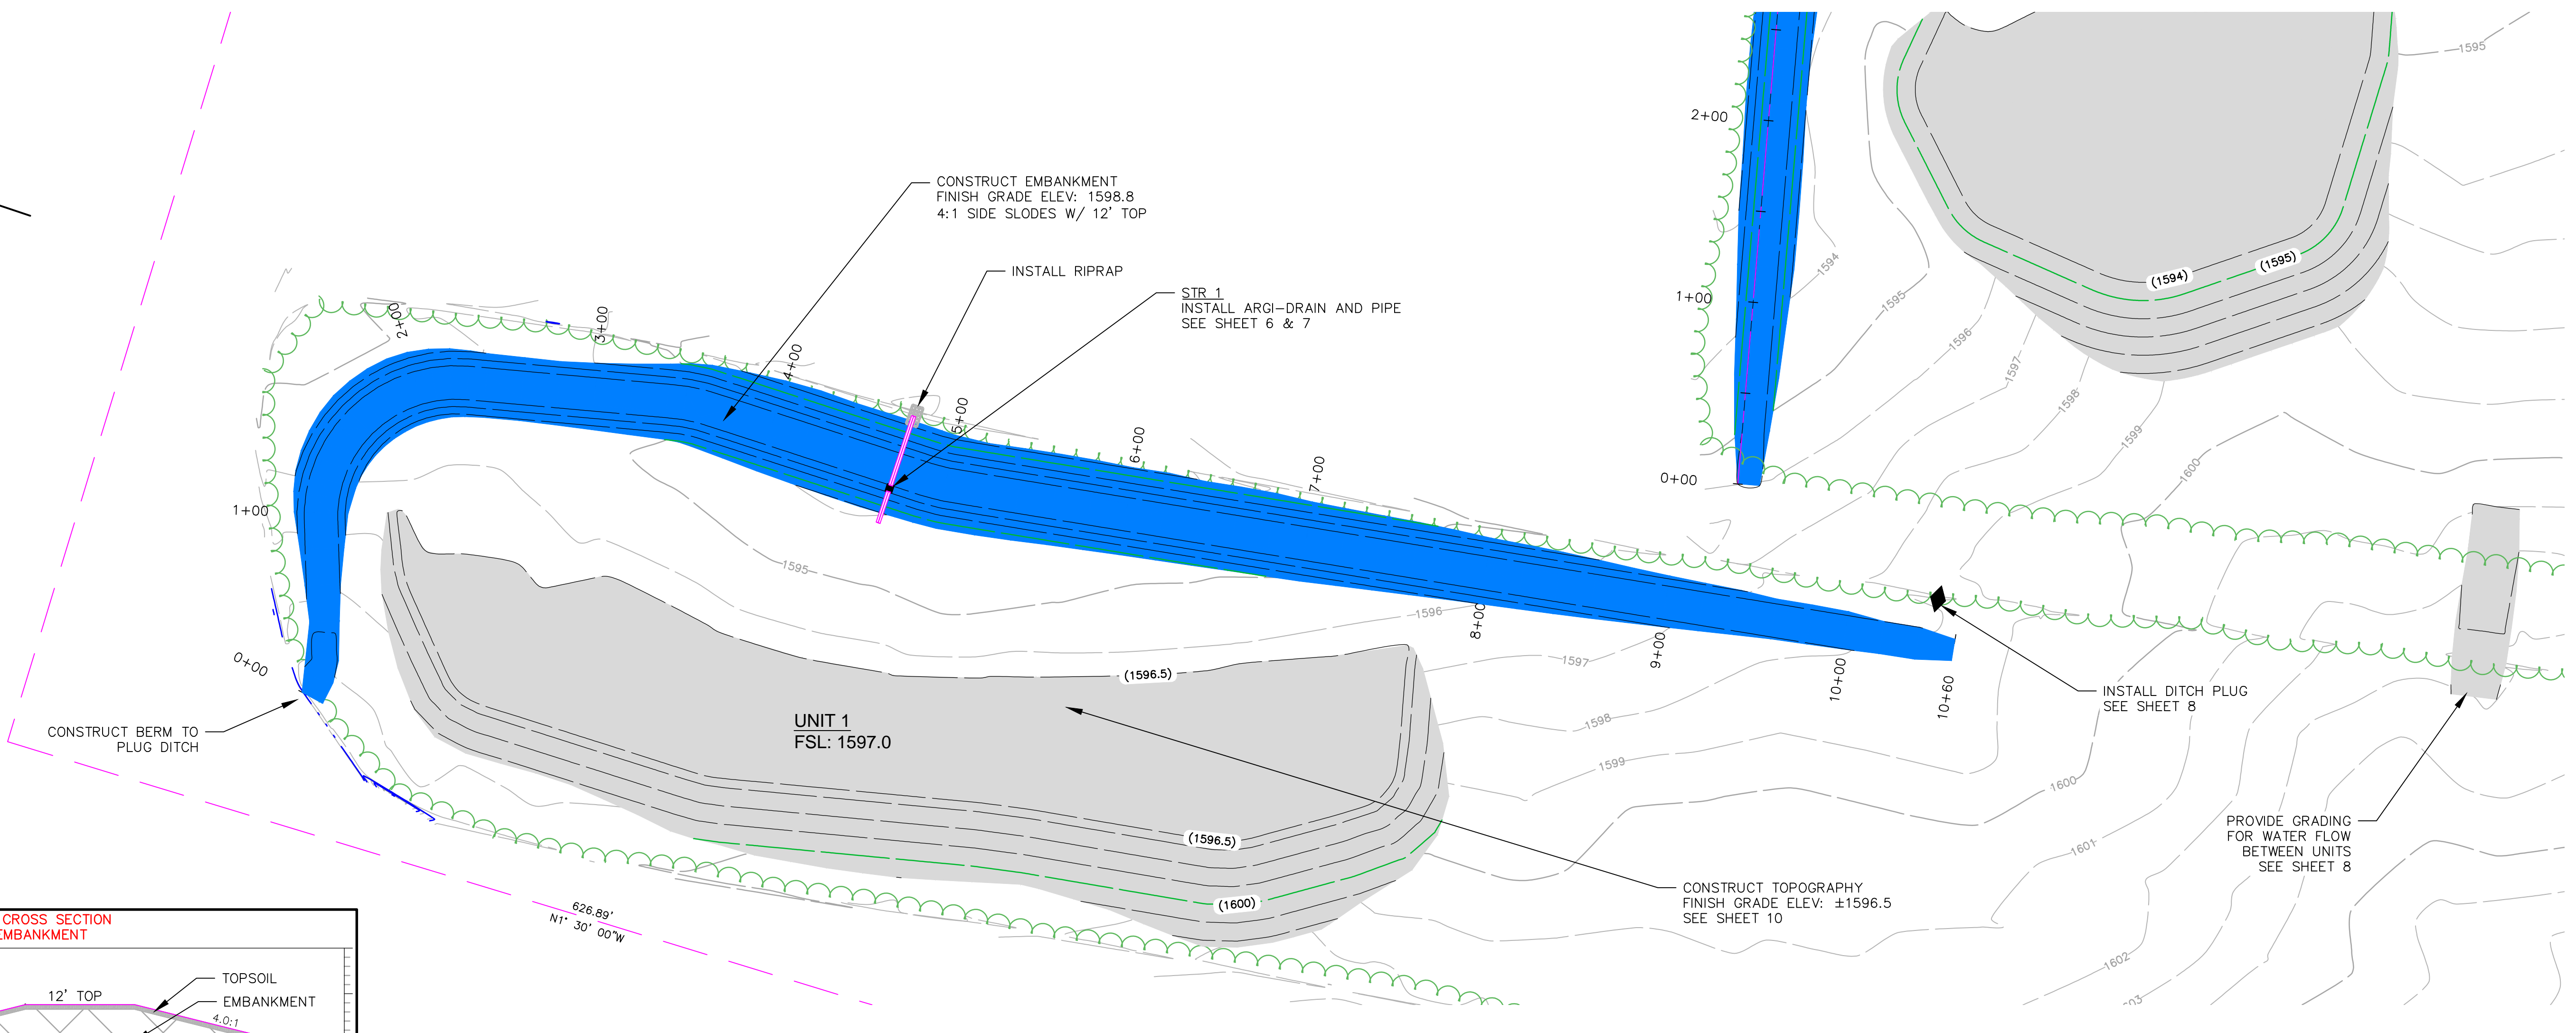 1595
2+00
CONSTRUCT EMBANKMENT
FINISH GRADE ELEV: 1598.8
4:1 SIDE SLODES W/ 12' TOP
INSTALL RIPRAP
STR 1
INSTALL ARGI-DRAIN AND PIPE
SEE SHEET 6 & 7
1594
1595
1+00
(1594)
(1595)
1596
1597
1598
1599
1600
0+00
2+00
3+00
4+00
5+00
6+00
7+00
1+00
1595
1596
8+00
9+00
10+00
10+60
0+00
CONSTRUCT BERM TO
PLUG DITCH
(1596.5)
UNIT 1
FSL: 1597.0
1597
1598
1599
1600
INSTALL DITCH PLUG
SEE SHEET 8
PROVIDE GRADING
FOR WATER FLOW
BETWEEN UNITS
SEE SHEET 8
(1596.5)
(1600)
1601
1602
CONSTRUCT TOPOGRAPHY
FINISH GRADE ELEV: ±1596.5
SEE SHEET 10
626.89'
N1° 30' 00"W
CROSS SECTION
EMBANKMENT
TOPSOIL
12' TOP
EMBANKMENT
4.0:1